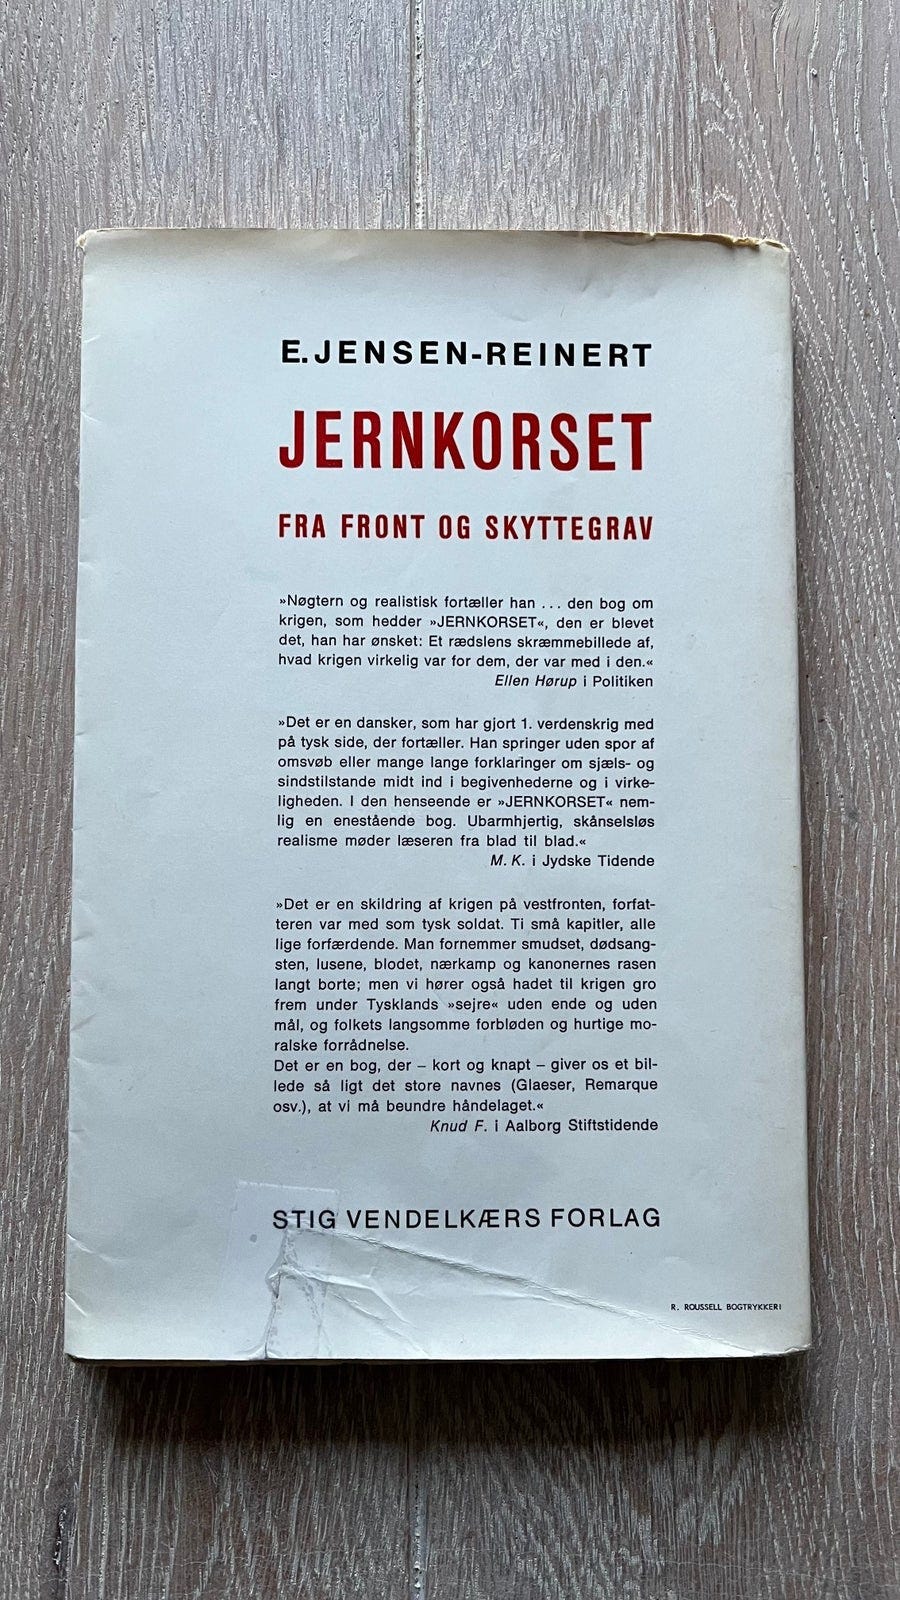 E. JENSEN-REINERT
JERNKORSET
FRA FRONT OG SKYTTEGRAV
»Nøgtern og realistisk fortæller han ... den bog om
krigen, som hedder »JERNKORSET«, den er blevet
det, han har ønsket: Et rædslens skræmmebillede af,
hvad krigen virkelig var for dem, der var med i den.«
Ellen Hørup i Politiken
»Det er en dansker, som har gjort 1. verdenskrig med
på tysk side, der fortæller. Han springer uden spor af
omsvøb eller mange lange forklaringer om sjæls- og
sindstilstande midt ind i begivenhederne og i virke-
ligheden. I den henseende er »JERNKORSET« nem-
lig en enestående bog. Ubarmhjertig, skånselsløs
realisme møder læseren fra blad til blad.«
M. K. i Jydske Tidende
»Det er en skildring af krigen på vestfronten, forfat-
teren var med som tysk soldat. Ti små kapitler, alle
lige forfærdende. Man fornemmer smudset, dødsang-
sten, lusene, blodet, nærkamp og kanonernes rasen
langt borte; men vi hører også hadet til krigen gro
frem under Tysklands »sejre« uden ende og uden
mål, og folkets langsomme forbløden og hurtige mo-
ralske forrådnelse.
Det er en bog, der – kort og knapt – giver os et bil-
lede så ligt det store navnes (Glaeser, Remarque
osv.), at vi må beundre håndelaget.«
Knud F. i Aalborg Stiftstidende
STIG VENDELKÆRS FORLAG
R. ROUSSELL BOGTRYKKERI